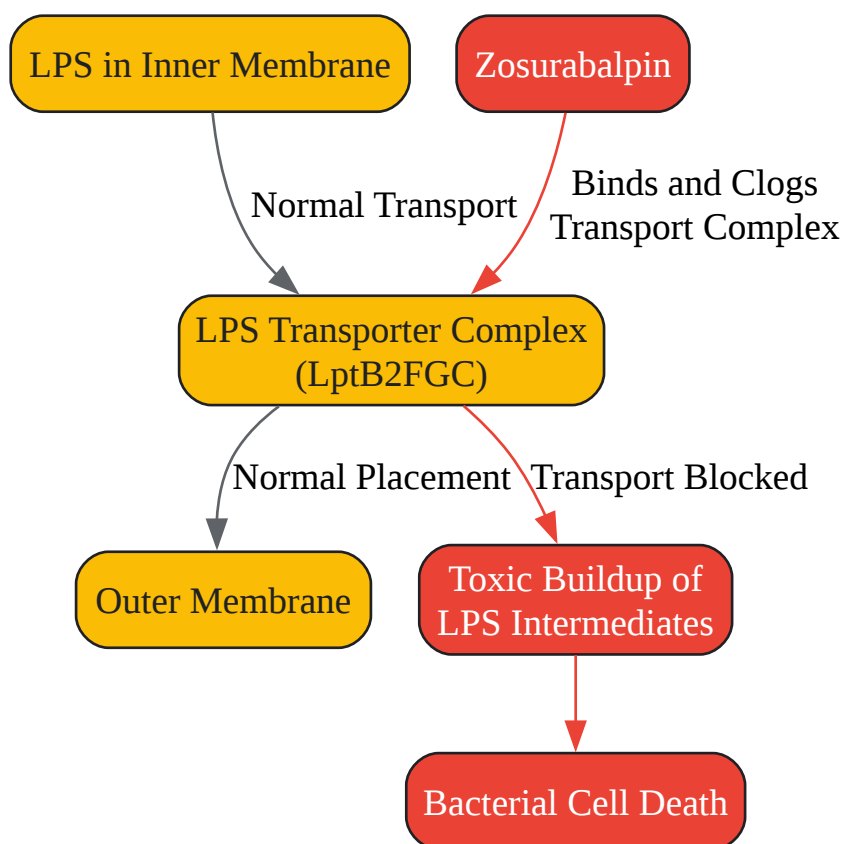 LPS in Inner Membrane
Zosurabalpin
Normal Transport
Binds and Clogs
Transport Complex
LPS Transporter Complex
(LptB2FGC)
Normal Placement
Transport Blocked
Outer Membrane
Toxic Buildup of
LPS Intermediates
Bacterial Cell Death